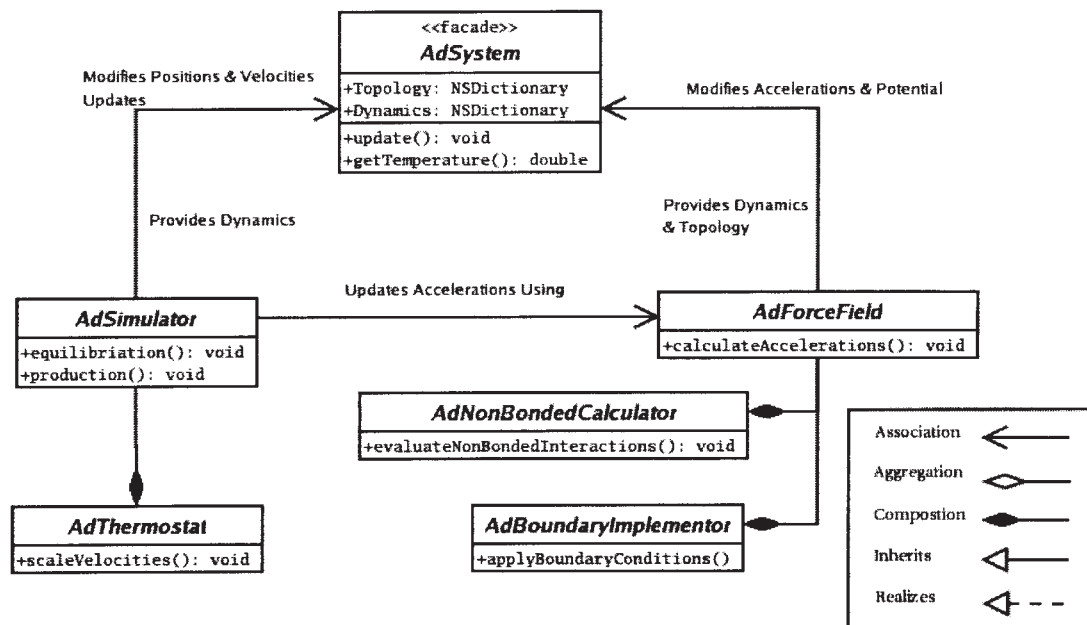 <<facade>>
AdSystem
+Topology: NSDictionary
+Dynamics: NSDictionary
+update(): void
+getTemperature(): double
Modifies Positions & Velocities
Updates
Modifies Accelerations & Potential
Provides Dynamics
Provides Dynamics
& Topology
Updates Accelerations Using
AdSimulator
+equilibriation(): void
+production(): void
AdForceField
+calculateAccelerations(): void
AdNonBondedCalculator
+evaluateNonBondedInteractions(): void
AdThermostat
+scaleVelocities(): void
AdBoundaryImplementor
+applyBoundaryConditions()
Association
Aggregation
Compostion
Inherits
Realizes